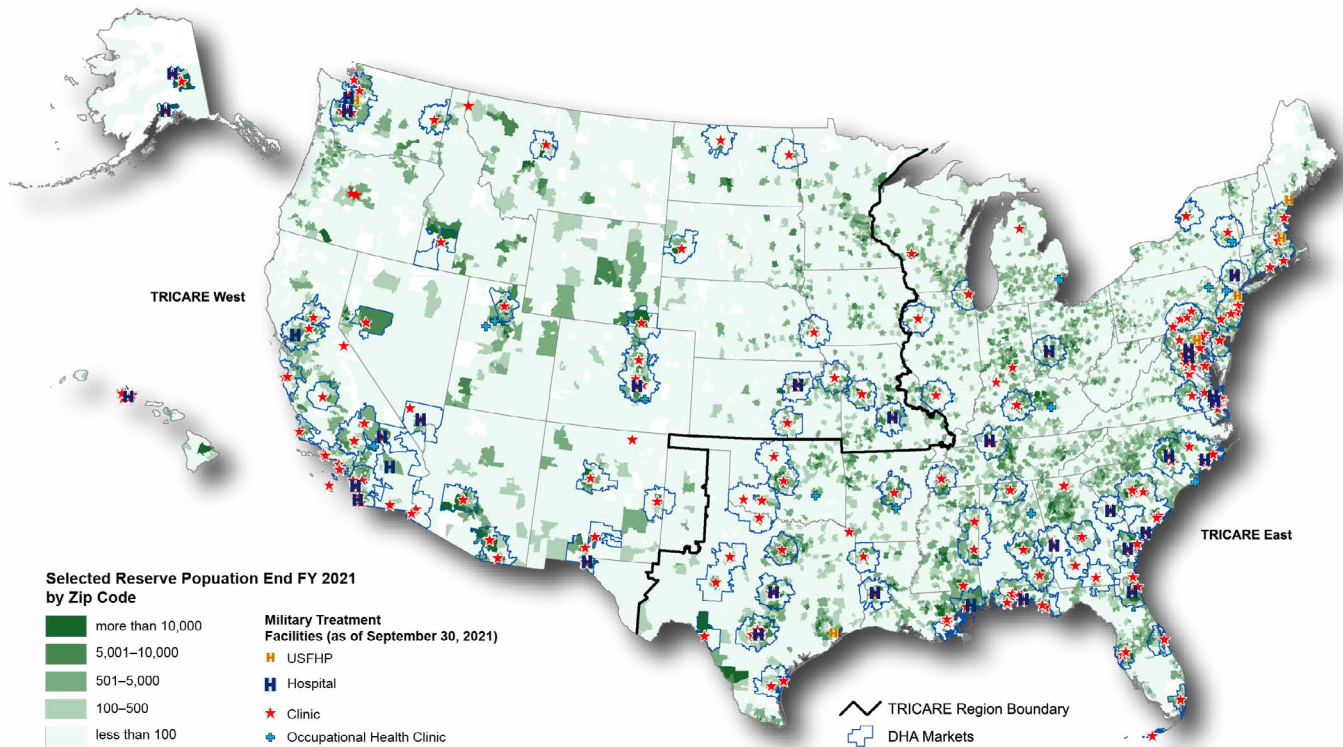 TRICARE West
TRICARE East
Selected Reserve Poputation End FY 2021
by Zip Code
more than 10,000
5,001–10,000
501–5,000
100–500
less than 100
Military Treatment
Facilities (as of September 30, 2021)
H USFHP
H Hospital
Clinic
Occupational Health Clinic
TRICARE Region Boundary
DHA Markets